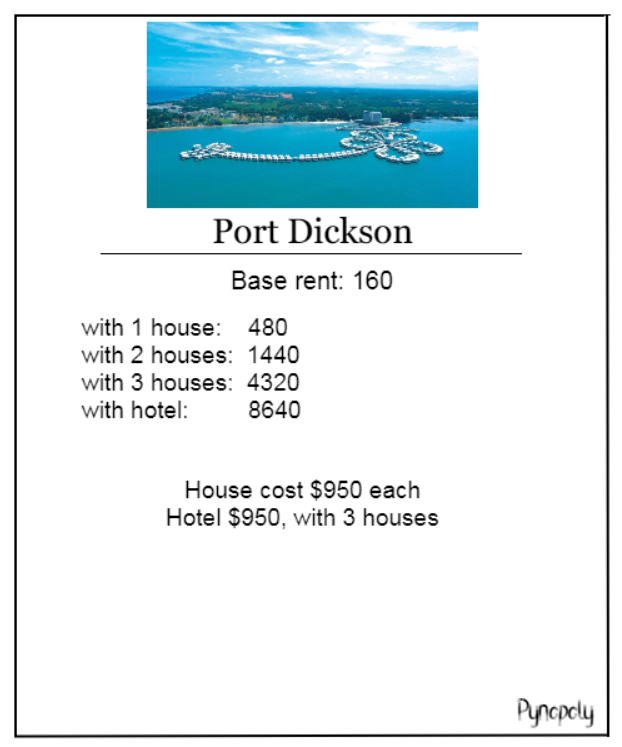 Port Dickson
Base rent: 160
with 1 house: 480
with 2 houses: 1440
with 3 houses: 4320
with hotel: 8640
House cost $950 each
Hotel $950, with 3 houses
Pynopoly